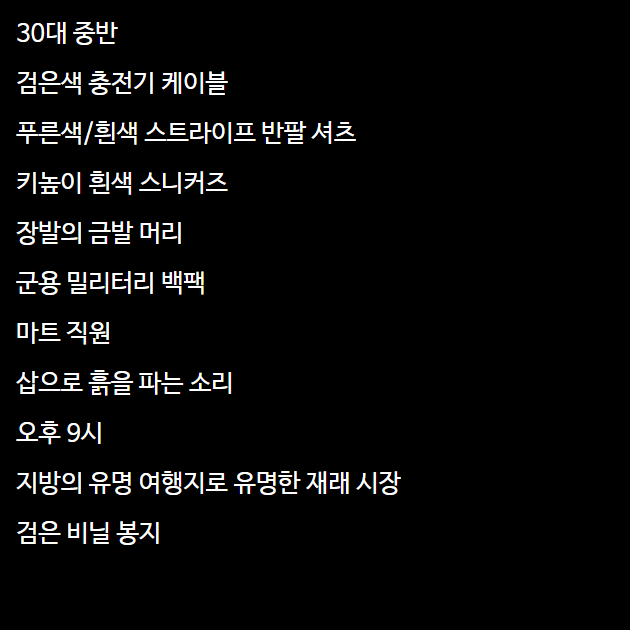 30대 중반
검은색 충전기 케이블
푸른색/흰색 스트라이프 반팔 셔츠
키높이 흰색 스니커즈
장발의 금발 머리
군용 밀리터리 백팩
마트 직원
삽으로 흙을 파는 소리
오후 9시
지방의 유명 여행지로 유명한 재래 시장
검은 비닐 봉지